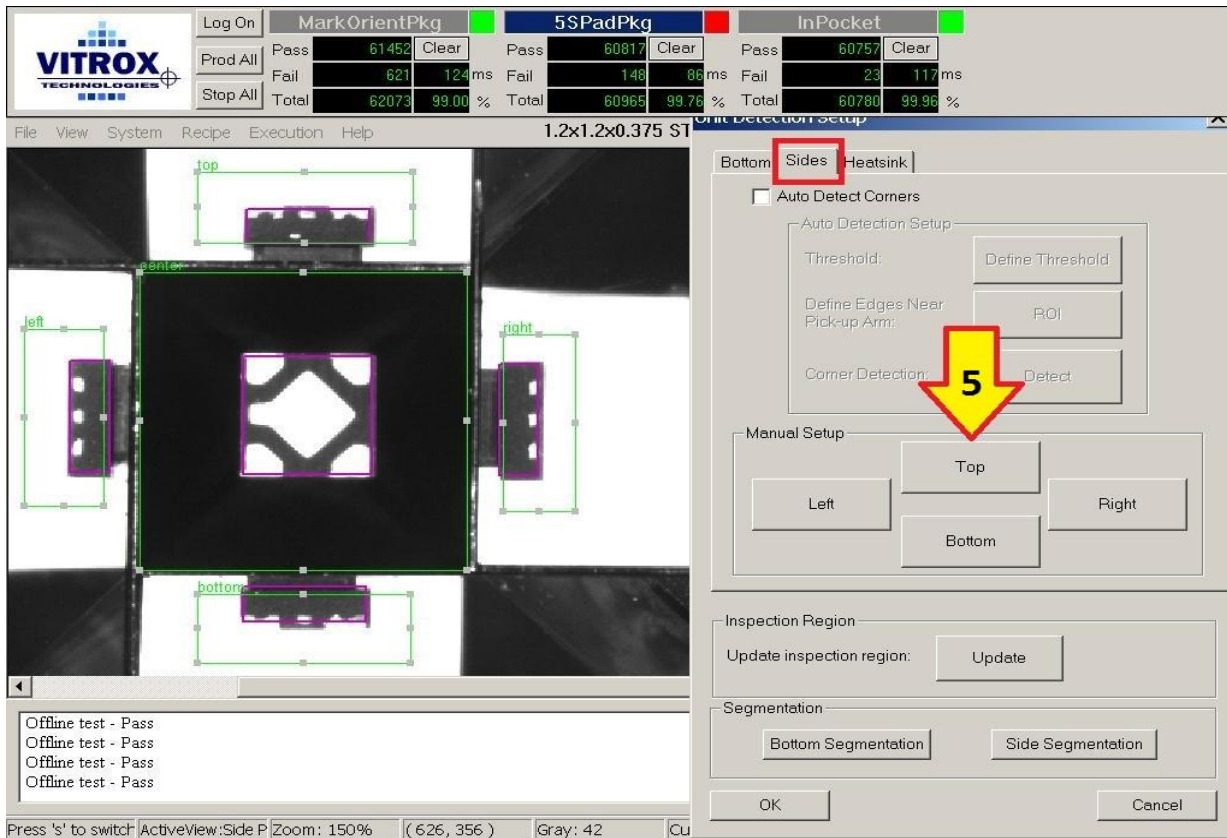 VITROX
TECHNOLOGIES
Log On
Prod All
Stop All
MarkOrientPkg
Pass 61452 Clear
Fail 621 124 ms
Total 62073 99.00 %
5SPadPkg
Pass 60817 Clear
Fail 148 86 ms
Total 60965 99.76 %
InPocket
Pass 60757 Clear
Fail 23 117 ms
Total 60780 99.96 %
File View System Recipe Execution Help
1.2x1.2x0.375 ST
top
center
left
right
bottom
Unit Detection Setup
Bottom Sides Heatsink
Auto Detect Corners
Auto Detection Setup
Threshold: Define Threshold
Define Edges Near
Pick-up Arm: ROI
Corner Detection: Detect
5
Manual Setup
Top
Left Right
Bottom
Inspection Region
Update inspection region: Update
Segmentation
Bottom Segmentation Side Segmentation
OK Cancel
Offline test - Pass
Offline test - Pass
Offline test - Pass
Offline test - Pass
Press 's' to switch ActiveView:Side P Zoom: 150% ( 626, 356 ) Gray: 42 Cu